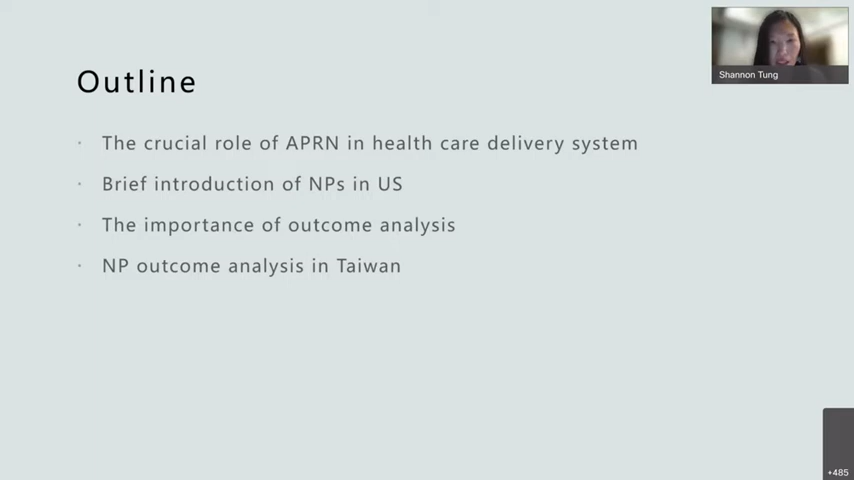 Outline
· The crucial role of APRN in health care delivery system
· Brief introduction of NPs in US
· The importance of outcome analysis
· NP outcome analysis in Taiwan
Shannon Tung
+485